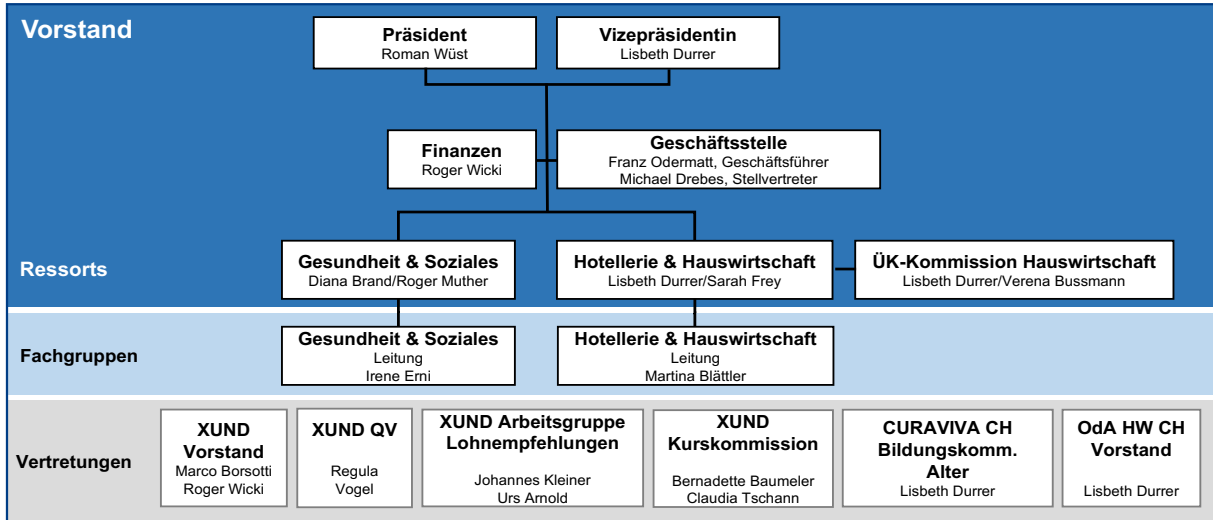 Vorstand
Präsident
Roman Wüst
Vizepräsidentin
Lisbeth Durrer
Finanzen
Roger Wicki
Geschäftsstelle
Franz Odermatt, Geschäftsführer
Michael Drebes, Stellvertreter
Ressorts
Gesundheit & Soziales
Diana Brand/Roger Muther
Hotellerie & Hauswirtschaft
Lisbeth Durrer/Sarah Frey
ÜK-Kommission Hauswirtschaft
Lisbeth Durrer/Verena Bussmann
Fachgruppen
Gesundheit & Soziales
Leitung
Irene Erni
Hotellerie & Hauswirtschaft
Leitung
Martina Blättler
Vertretungen
XUND
Vorstand
Marco Borsotti
Roger Wicki
XUND QV
Regula
Vogel
XUND Arbeitsgruppe
Lohnempfehlungen
Johannes Kleiner
Urs Arnold
XUND
Kurskommission
Bernadette Baumeler
Claudia Tschann
CURAVIVA CH
Bildungskomm.
Alter
Lisbeth Durrer
OdA HW CH
Vorstand
Lisbeth Durrer